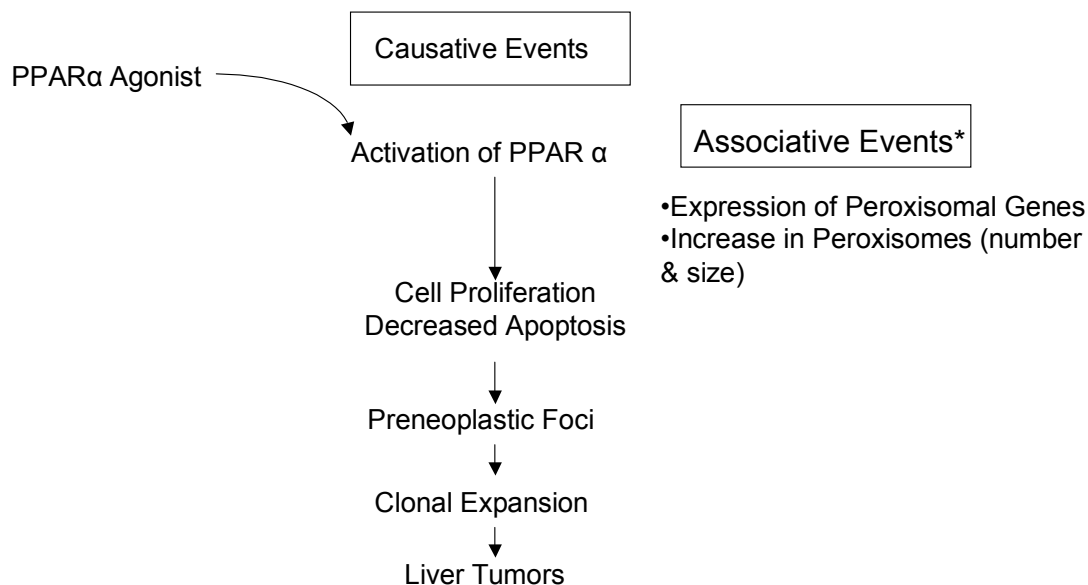 Causative Events
PPARα Agonist
Activation of PPAR α
Associative Events*
•Expression of Peroxisomal Genes
•Increase in Peroxisomes (number
& size)
Cell Proliferation
Decreased Apoptosis
Preneoplastic Foci
Clonal Expansion
Liver Tumors